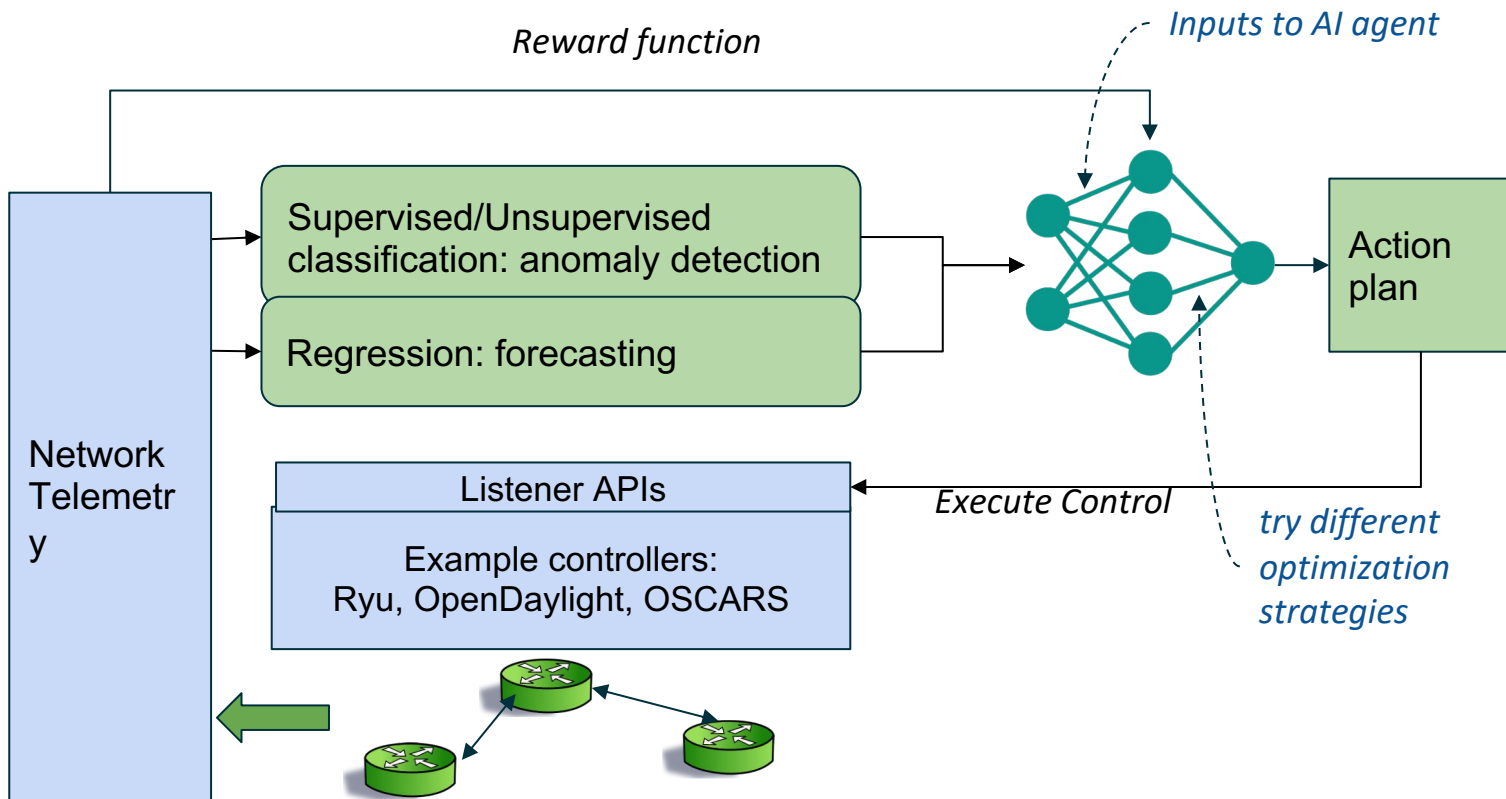 Reward function
Inputs to AI agent
Supervised/Unsupervised
classification: anomaly detection
Regression: forecasting
Action
plan
Network
Telemetr
y
Listener APIs
Execute Control
Example controllers:
Ryu, OpenDaylight, OSCARS
try different
optimization
strategies